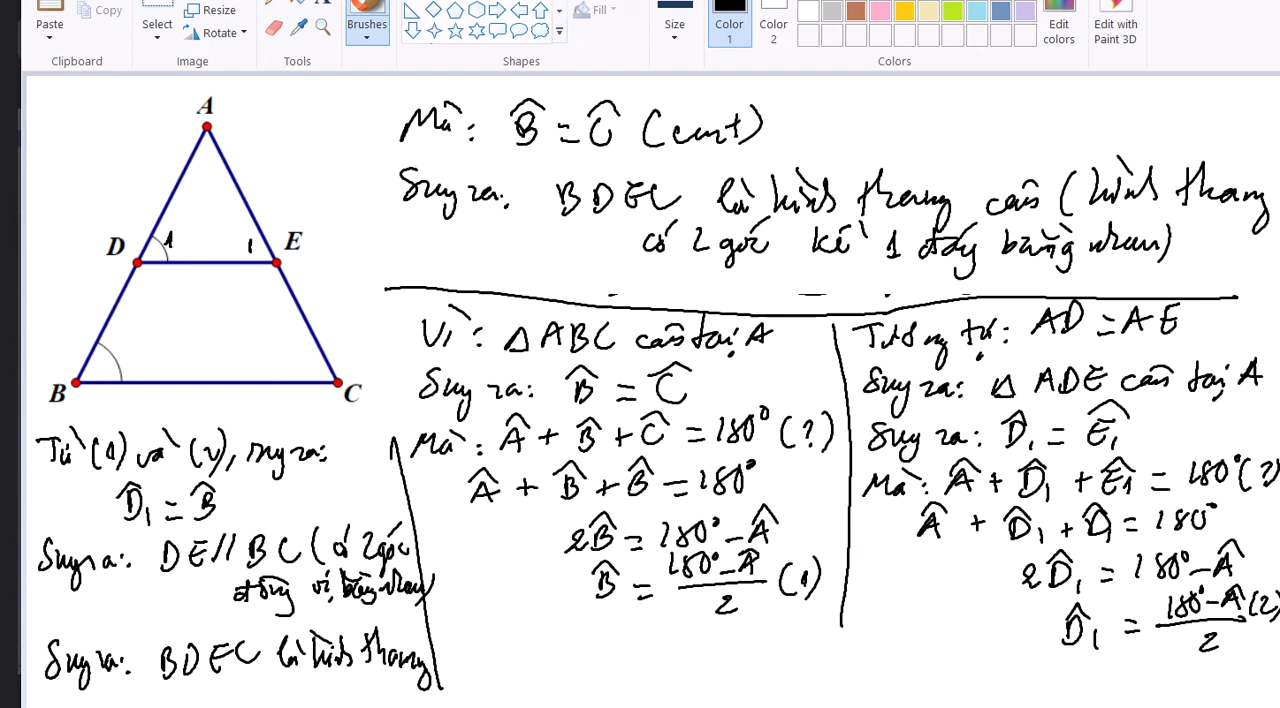 Paste
Copy
Select
Resize
Rotate
Brushes
Fill
Size
Color 1
Color 2
Edit colors
Edit with Paint 3D
Clipboard
Image
Tools
Shapes
Colors
A
D 1
1 E
B
C
Mà: B̂ = Ĉ (cmt)
Suy ra: BDEC là hình thang cân (hình thang
có 2 góc kề 1 đáy bằng nhau)
Vì: △ ABC cân tại A
Suy ra: B̂ = Ĉ
Mà: Â + B̂ + Ĉ = 180° (?)
Â + B̂ + B̂ = 180°
2B̂ = 180° - Â
B̂ = (180° - Â)/2 (1)
Tương tự: AD = AE
Suy ra: △ ADE cân tại A
Suy ra: D̂₁ = Ê₁
Mà: Â + D̂₁ + Ê₁ = 180° (?)
Â + D̂₁ + D̂₁ = 180°
2D̂₁ = 180° - Â
D̂₁ = (180° - Â)/2 (2)
Từ (1) và (2), suy ra:
D̂₁ = B̂
Suy ra: DE // BC (có 2 góc
đồng vị bằng nhau)
Suy ra: BDEC là hình thang